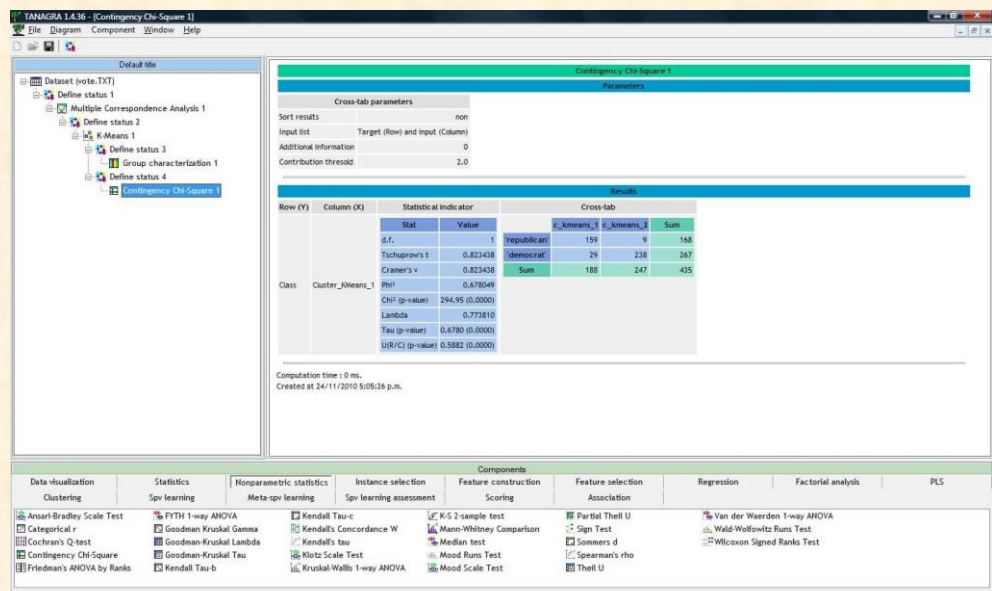 TANAGRA 1.4.36 - [Contingency Chi-Square 1]
File Diagram Component Window Help
Default title
Dataset (vote.TXT)
Define status 1
Multiple Correspondence Analysis 1
Define status 2
K-Means 1
Define status 3
Group characterization 1
Define status 4
Contingency Chi-Square 1
Contingency Chi-Square 1
Parameters
Cross-tab parameters
Sort results non
Input list Target (Row) and input (Column)
Additional information 0
Contribution thresold 2.0
Results
Row (Y) Column (X) Statistical indicator Cross-tab
Stat Value
d.f. 1
Tschuprow's t 0.823438
Cramer's v 0.823438
Phi² 0.678049
Chi² (p-value) 294.95 (0.0000)
Lambda 0.773810
Tau (p-value) 0.6780 (0.0000)
U(R/C) (p-value) 0.5882 (0.0000)
Class Cluster_KMeans_1
c_kmeans_1 c_kmeans_2 Sum
'republican' 159 9 168
'democrat' 29 238 267
Sum 188 247 435
Computation time : 0 ms.
Created at 24/11/2010 5:05:26 p.m.
Components
Data visualization Statistics Nonparametric statistics Instance selection Feature construction Feature selection Regression Factorial analysis PLS
Clustering Spv learning Meta-spv learning Spv learning assessment Scoring Association
Ansari-Bradley Scale Test FYTH 1-way ANOVA Kendall Tau-c K-S 2-sample test Partial Theil U Van der Waerden 1-way ANOVA
Categorical r Goodman Kruskal Gamma Kendall's Concordance W Mann-Whitney Comparison Sign Test Wald-Wolfowitz Runs Test
Cochran's Q-test Goodman-Kruskal Lambda Kendall's tau Median test Sommers d Wilcoxon Signed Ranks Test
Contingency Chi-Square Goodman-Kruskal Tau Klotz Scale Test Mood Runs Test Spearman's rho
Friedman's ANOVA by Ranks Kendall Tau-b Kruskal-Wallis 1-way ANOVA Mood Scale Test Theil U